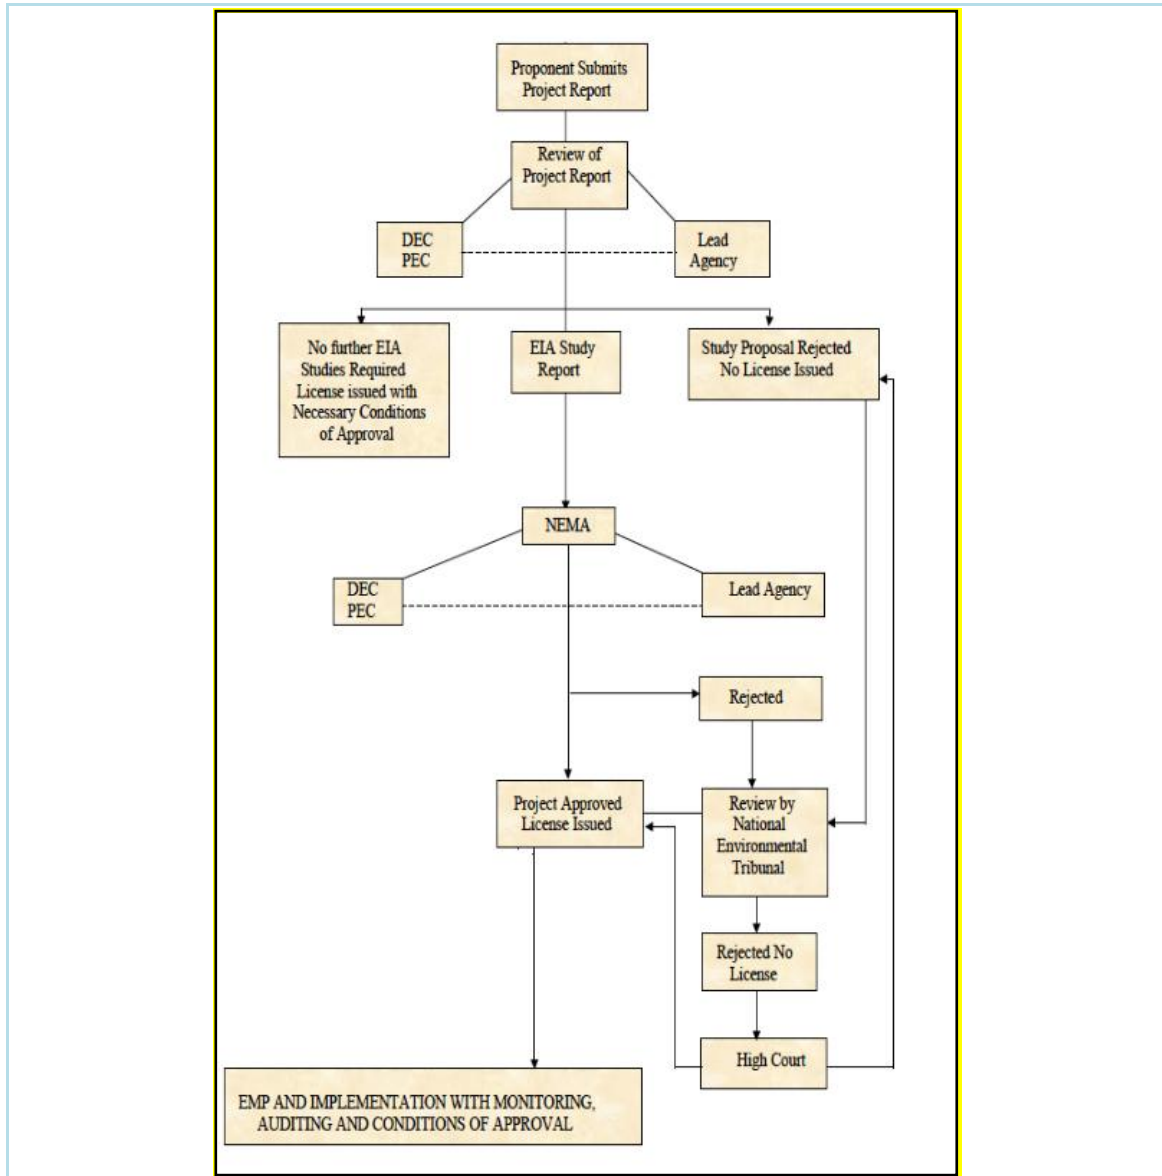 Proponent Submits
Project Report
Review of
Project Report
DEC
PEC
Lead
Agency
No further EIA
Studies Required
License issued with
Necessary Conditions
of Approval
EIA Study
Report
Study Proposal Rejected
No License Issued
NEMA
DEC
PEC
Lead Agency
Rejected
Project Approved
License Issued
Review by
National
Environmental
Tribunal
Rejected No
License
High Court
EMP AND IMPLEMENTATION WITH MONITORING,
AUDITING AND CONDITIONS OF APPROVAL